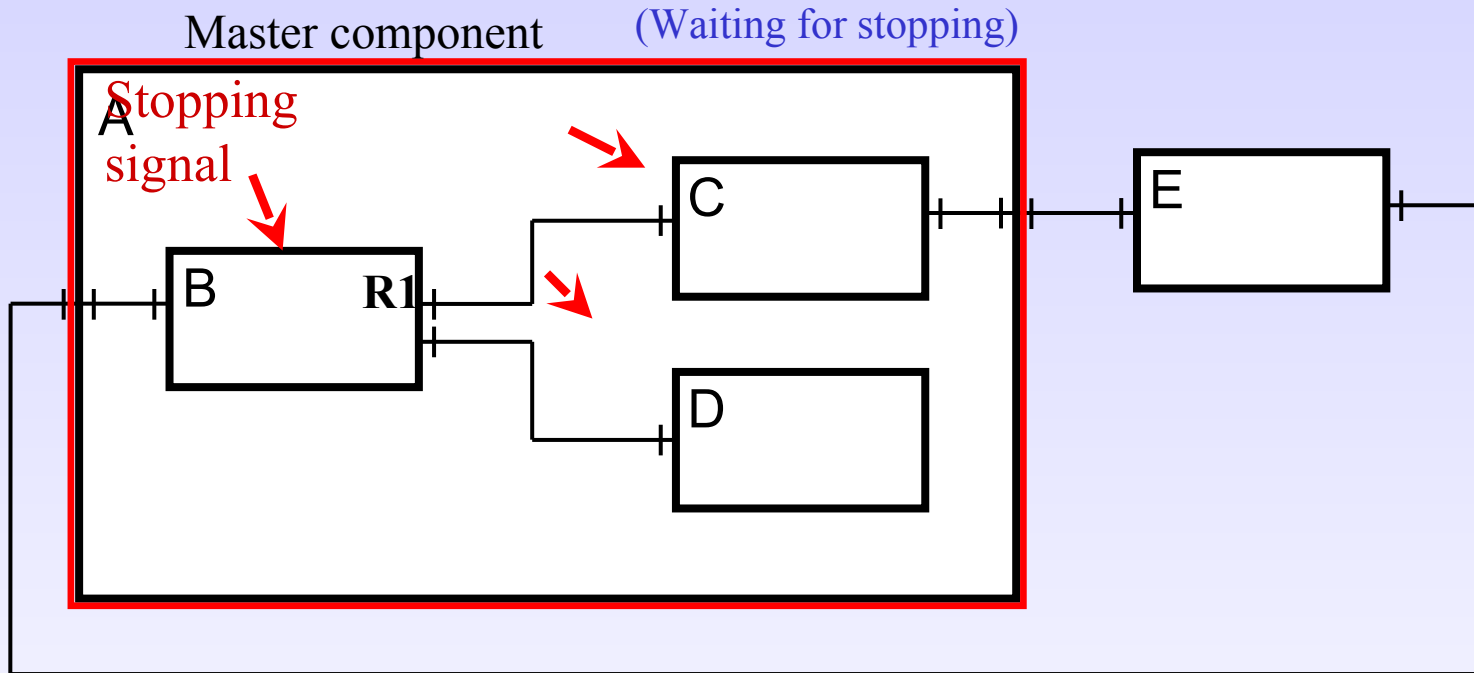 Master component
(Waiting for stopping)
A
Stopping
signal
C
E
B
R1
D